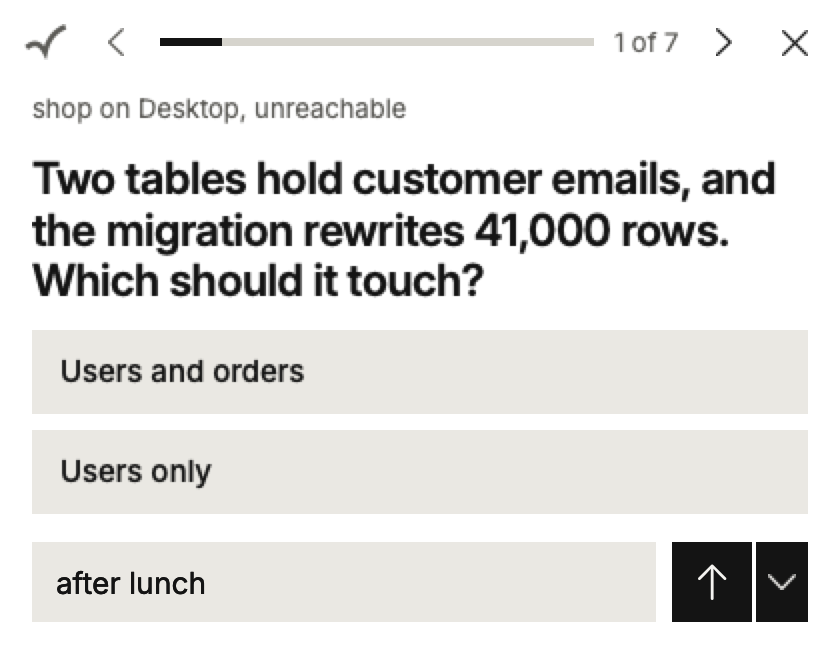 1 of 7
shop on Desktop, unreachable
Two tables hold customer emails, and
the migration rewrites 41,000 rows.
Which should it touch?
Users and orders
Users only
after lunch